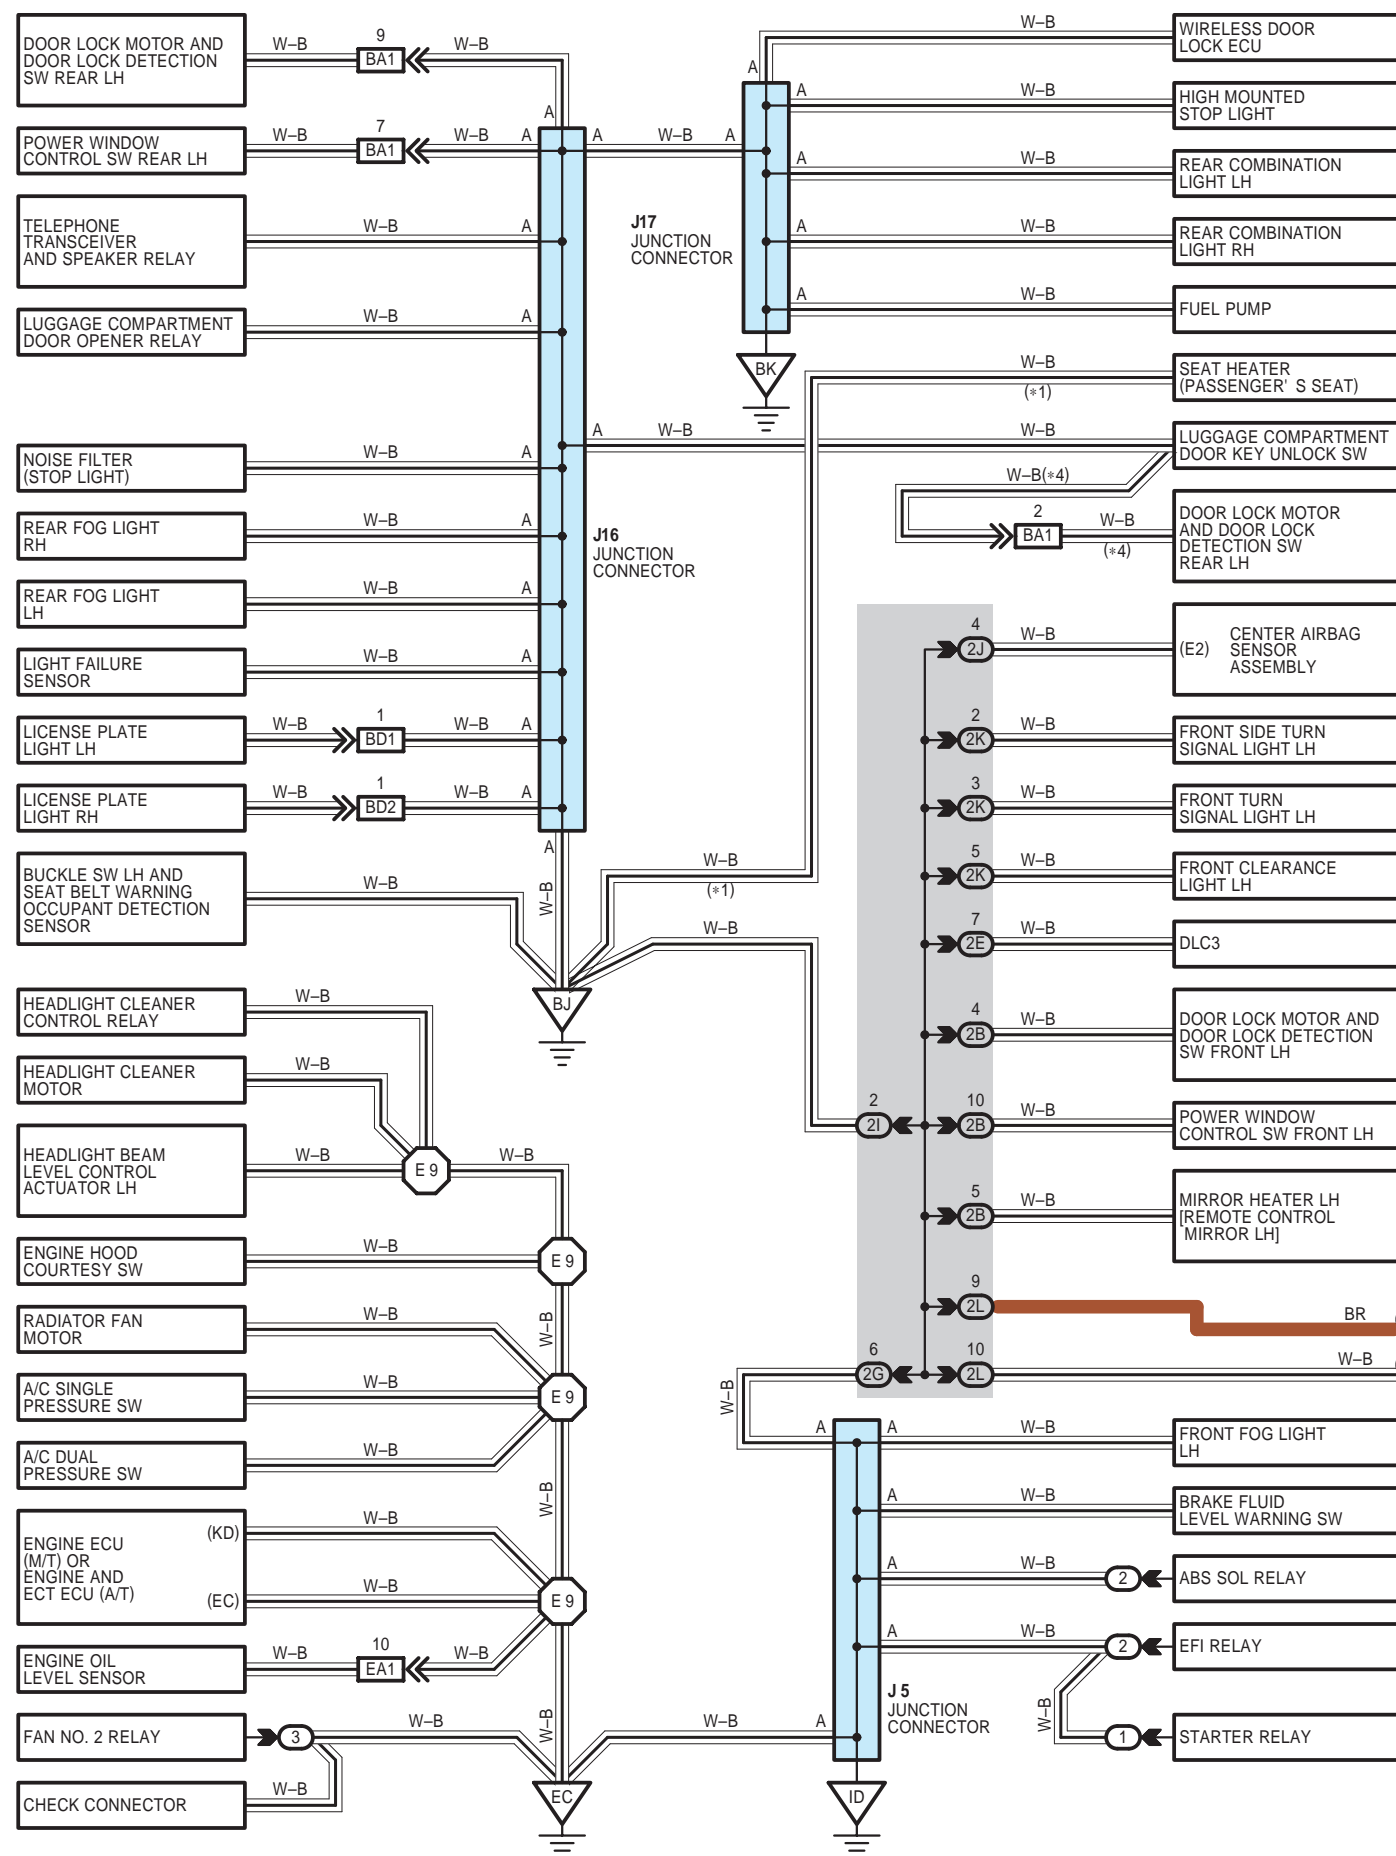 DOOR LOCK MOTOR AND
DOOR LOCK DETECTION
SW REAR LH
W–B
9
BA1
W–B
A
POWER WINDOW
CONTROL SW REAR LH
W–B
7
BA1
W–B
A
A
W–B
A
TELEPHONE
TRANSCEIVER
AND SPEAKER RELAY
W–B
A
LUGGAGE COMPARTMENT
DOOR OPENER RELAY
W–B
A
NOISE FILTER
(STOP LIGHT)
W–B
A
REAR FOG LIGHT
RH
W–B
A
REAR FOG LIGHT
LH
W–B
A
LIGHT FAILURE
SENSOR
W–B
A
LICENSE PLATE
LIGHT LH
W–B
1
BD1
W–B
A
LICENSE PLATE
LIGHT RH
W–B
1
BD2
W–B
A
J16
JUNCTION
CONNECTOR
A
W–B
BUCKLE SW LH AND
SEAT BELT WARNING
OCCUPANT DETECTION
SENSOR
W–B
W–B
(∗1)
W–B
BJ
J17
JUNCTION
CONNECTOR
A
W–B
WIRELESS DOOR
LOCK ECU
A
W–B
HIGH MOUNTED
STOP LIGHT
A
W–B
REAR COMBINATION
LIGHT LH
A
W–B
REAR COMBINATION
LIGHT RH
A
W–B
FUEL PUMP
BK
W–B
(∗1)
SEAT HEATER
(PASSENGER' S SEAT)
A
W–B
W–B
LUGGAGE COMPARTMENT
DOOR KEY UNLOCK SW
W–B(∗4)
2
BA1
W–B
(∗4)
DOOR LOCK MOTOR
AND DOOR LOCK
DETECTION SW
REAR LH
4
2J
W–B
(E2)
CENTER AIRBAG
SENSOR
ASSEMBLY
2
2K
W–B
FRONT SIDE TURN
SIGNAL LIGHT LH
3
2K
W–B
FRONT TURN
SIGNAL LIGHT LH
5
2K
W–B
FRONT CLEARANCE
LIGHT LH
7
2E
W–B
DLC3
4
2B
W–B
DOOR LOCK MOTOR AND
DOOR LOCK DETECTION
SW FRONT LH
2
2I
10
2B
W–B
POWER WINDOW
CONTROL SW FRONT LH
5
2B
W–B
MIRROR HEATER LH
[REMOTE CONTROL
MIRROR LH]
9
2L
BR
6
2G
10
2L
W–B
W–B
HEADLIGHT CLEANER
CONTROL RELAY
W–B
HEADLIGHT CLEANER
MOTOR
W–B
HEADLIGHT BEAM
LEVEL CONTROL
ACTUATOR LH
W–B
E 9
W–B
ENGINE HOOD
COURTESY SW
W–B
E 9
W–B
RADIATOR FAN
MOTOR
W–B
A/C SINGLE
PRESSURE SW
W–B
E 9
A/C DUAL
PRESSURE SW
W–B
W–B
ENGINE ECU
(M/T) OR
ENGINE AND
ECT ECU (A/T)
(KD)
W–B
(EC)
W–B
E 9
ENGINE OIL
LEVEL SENSOR
W–B
10
EA1
W–B
W–B
FAN NO. 2 RELAY
3
W–B
CHECK CONNECTOR
W–B
EC
W–B
A
A
A
W–B
FRONT FOG LIGHT
LH
A
W–B
BRAKE FLUID
LEVEL WARNING SW
A
W–B
2
ABS SOL RELAY
A
W–B
2
EFI RELAY
J 5
JUNCTION
CONNECTOR
W–B
1
STARTER RELAY
ID